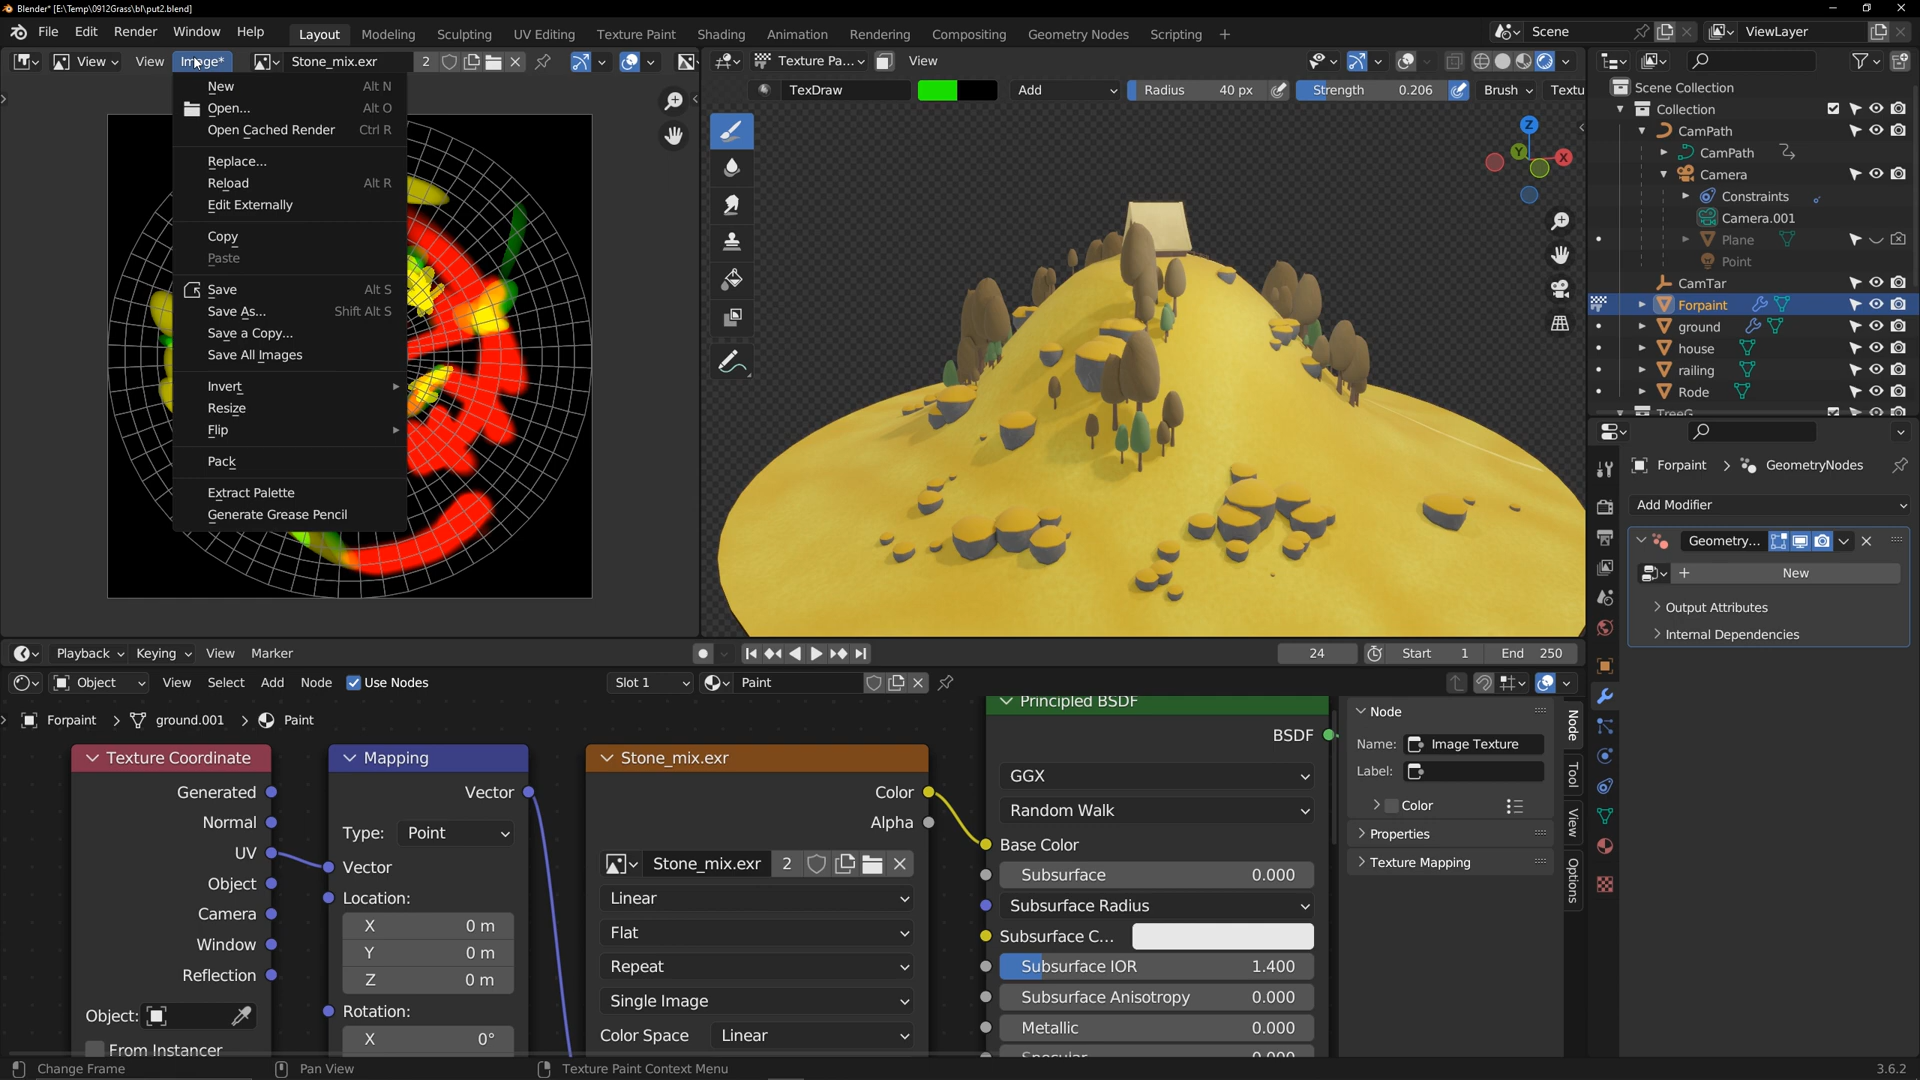 Blender* [E:\Temp\0912Grass\bl\put2.blend]
File Edit Render Window Help
Layout Modeling Sculpting UV Editing Texture Paint Shading Animation Rendering Compositing Geometry Nodes Scripting +
Scene
ViewLayer
View View Image* Stone_mix.exr 2
Texture Pa... View
TexDraw Add Radius 40 px Strength 0.206 Brush Textu
New Alt N
Open... Alt O
Open Cached Render Ctrl R
Replace...
Reload Alt R
Edit Externally
Copy
Paste
Save Alt S
Save As... Shift Alt S
Save a Copy...
Save All Images
Invert
Resize
Flip
Pack
Extract Palette
Generate Grease Pencil
Z
Y
X
Scene Collection
Collection
CamPath
CamPath
Camera
Constraints
Camera.001
Plane
Point
CamTar
Forpaint
ground
house
railing
Rode
TreeG
Forpaint > GeometryNodes
Add Modifier
Geometry...
New
Output Attributes
Internal Dependencies
Playback Keying View Marker
24 Start 1 End 250
Object View Select Add Node Use Nodes Slot 1 Paint
Forpaint > ground.001 > Paint
Texture Coordinate
Generated
Normal
UV
Object
Camera
Window
Reflection
Object:
From Instancer
Mapping
Vector
Type: Point
Vector
Location:
X 0 m
Y 0 m
Z 0 m
Rotation:
X 0°
Stone_mix.exr
Color
Alpha
Stone_mix.exr 2
Linear
Flat
Repeat
Single Image
Color Space Linear
Principled BSDF
BSDF
GGX
Random Walk
Base Color
Subsurface 0.000
Subsurface Radius
Subsurface C...
Subsurface IOR 1.400
Subsurface Anisotropy 0.000
Metallic 0.000
Specular 0.000
Node
Name: Image Texture
Label:
Color
Properties
Texture Mapping
Node
Tool
View
Options
Change Frame
Pan View
Texture Paint Context Menu
3.6.2